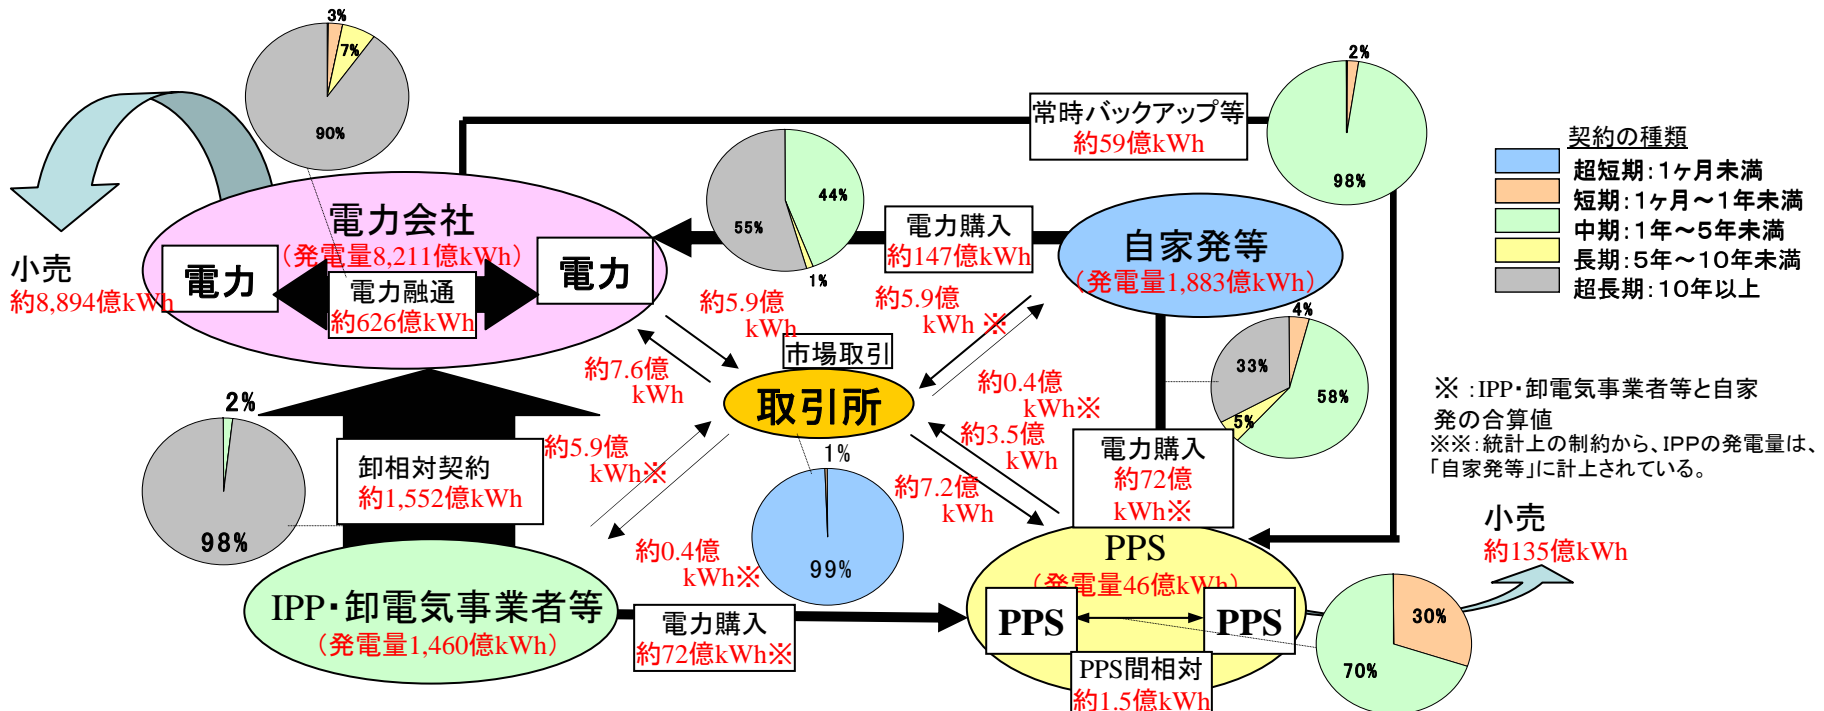 3%
7%
90%
2%
98%
常時バックアップ等
約59億kWh
契約の種類
超短期:1ヶ月未満
短期:1ヶ月～1年未満
中期:1年～5年未満
長期:5年～10年未満
超長期:10年以上
44%
55%
1%
電力購入
約147億kWh
自家発等
(発電量1,883億kWh)
電力会社
(発電量8,211億kWh)
電力
電力
電力融通
約626億kWh
小売
約8,894億kWh
約5.9億
kWh
約5.9億
kWh ※
市場取引
取引所
約7.6億
kWh
約0.4億
kWh※
4%
33%
58%
5%
※ :IPP・卸電気事業者等と自家
発の合算値
※※:統計上の制約から、IPPの発電量は、
「自家発等」に計上されている。
2%
98%
卸相対契約
約1,552億kWh
約5.9億
kWh※
約3.5億
kWh
電力購入
約72億
kWh※
1%
99%
約7.2億
kWh
約0.4億
kWh※
小売
約135億kWh
PPS
(発電量46億kWh)
PPS
PPS
PPS間相対
約1.5億kWh
30%
70%
IPP・卸電気事業者等
(発電量1,460億kWh)
電力購入
約72億kWh※